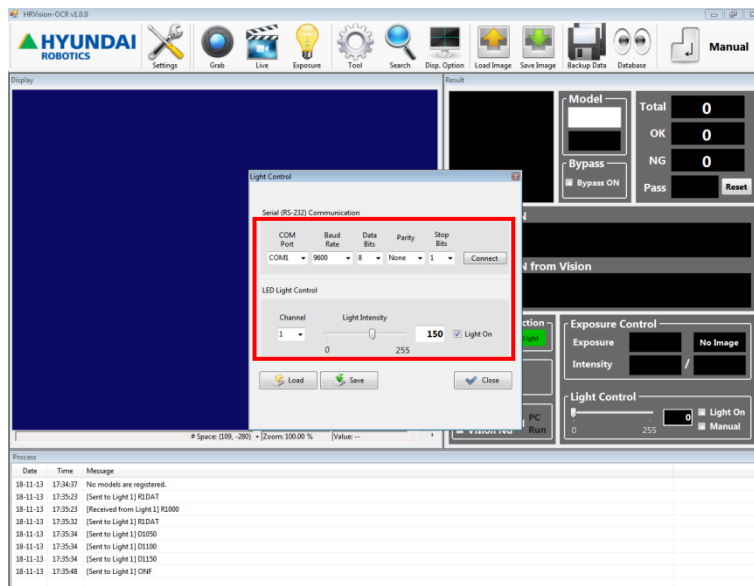 HRVision-OCR v1.0.0
HYUNDAI
ROBOTICS
Settings
Grab
Live
Exposure
Tool
Search
Disp. Option
Load Image
Save Image
Backup Data
Database
Manual
Display
Result
Model
Total 0
OK 0
NG 0
Bypass
Bypass ON
Pass
Reset
Light Control
Serial (RS-232) Communication
COM Port
Baud Rate
Data Bits
Parity
Stop Bits
COM1 9600 8 None 1 Connect
LED Light Control
Channel
Light Intensity
1
150
Light On
0 255
Load
Save
Close
N
N from Vision
ction
Light
Exposure Control
Exposure
No Image
Intensity /
Light Control
0
Light On
Manual
0 255
PC
Run
Vision NG
# Space: (109, -280) Zoom: 100.00 % Value: --
Process
Date Time Message
18-11-13 17:34:37 No models are registered.
18-11-13 17:35:23 [Sent to Light 1] R1DAT
18-11-13 17:35:23 [Received from Light 1] R1000
18-11-13 17:35:32 [Sent to Light 1] R1DAT
18-11-13 17:35:34 [Sent to Light 1] D1050
18-11-13 17:35:34 [Sent to Light 1] D1100
18-11-13 17:35:34 [Sent to Light 1] D1150
18-11-13 17:35:48 [Sent to Light 1] ONF